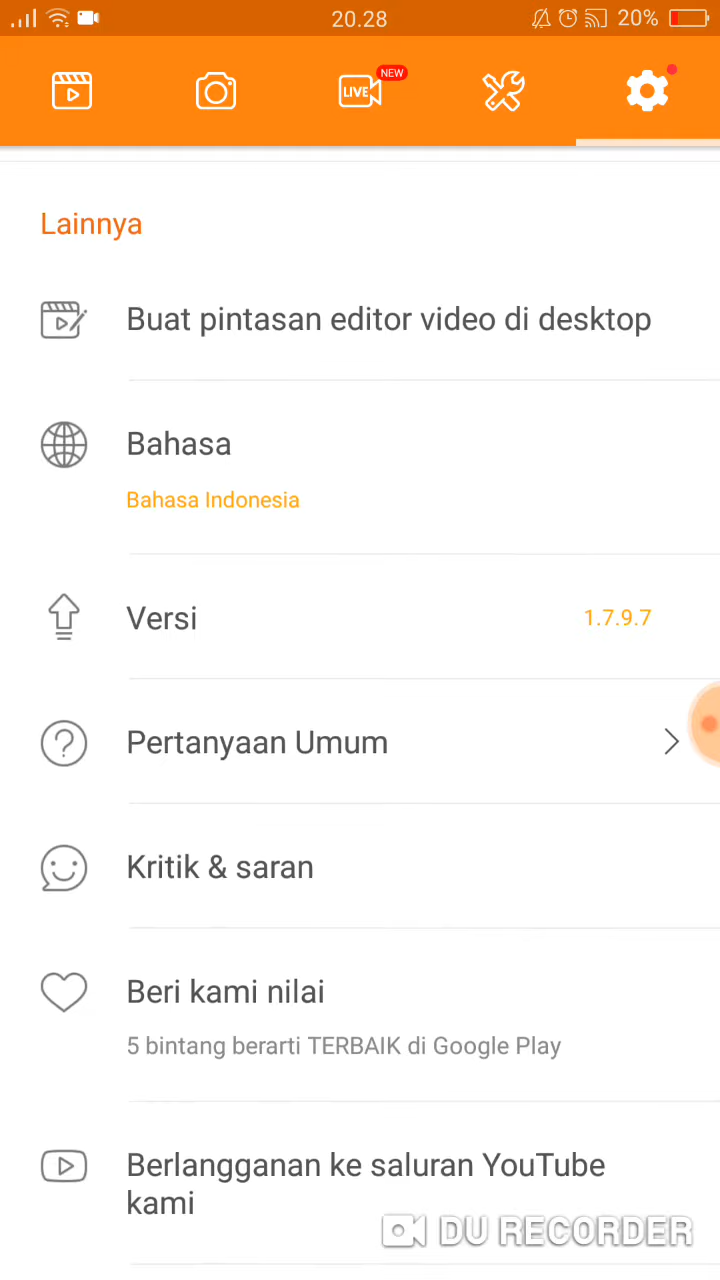 20.28
20%
LIVE
NEW
Lainnya
Buat pintasan editor video di desktop
Bahasa
Bahasa Indonesia
Versi
1.7.9.7
Pertanyaan Umum
Kritik & saran
Beri kami nilai
5 bintang berarti TERBAIK di Google Play
Berlangganan ke saluran YouTube
kami
DU RECORDER